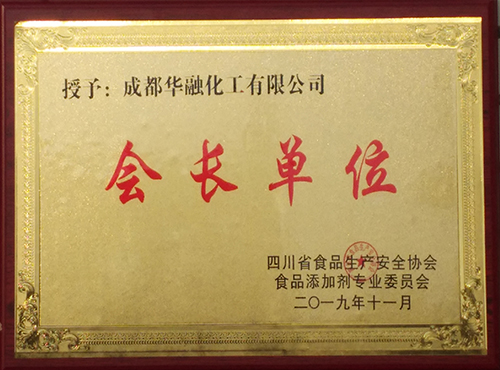 授予：成都华融化工有限公司
会长单位
四川省食品生产安全协会
食品添加剂专业委员会
二〇一九年十一月